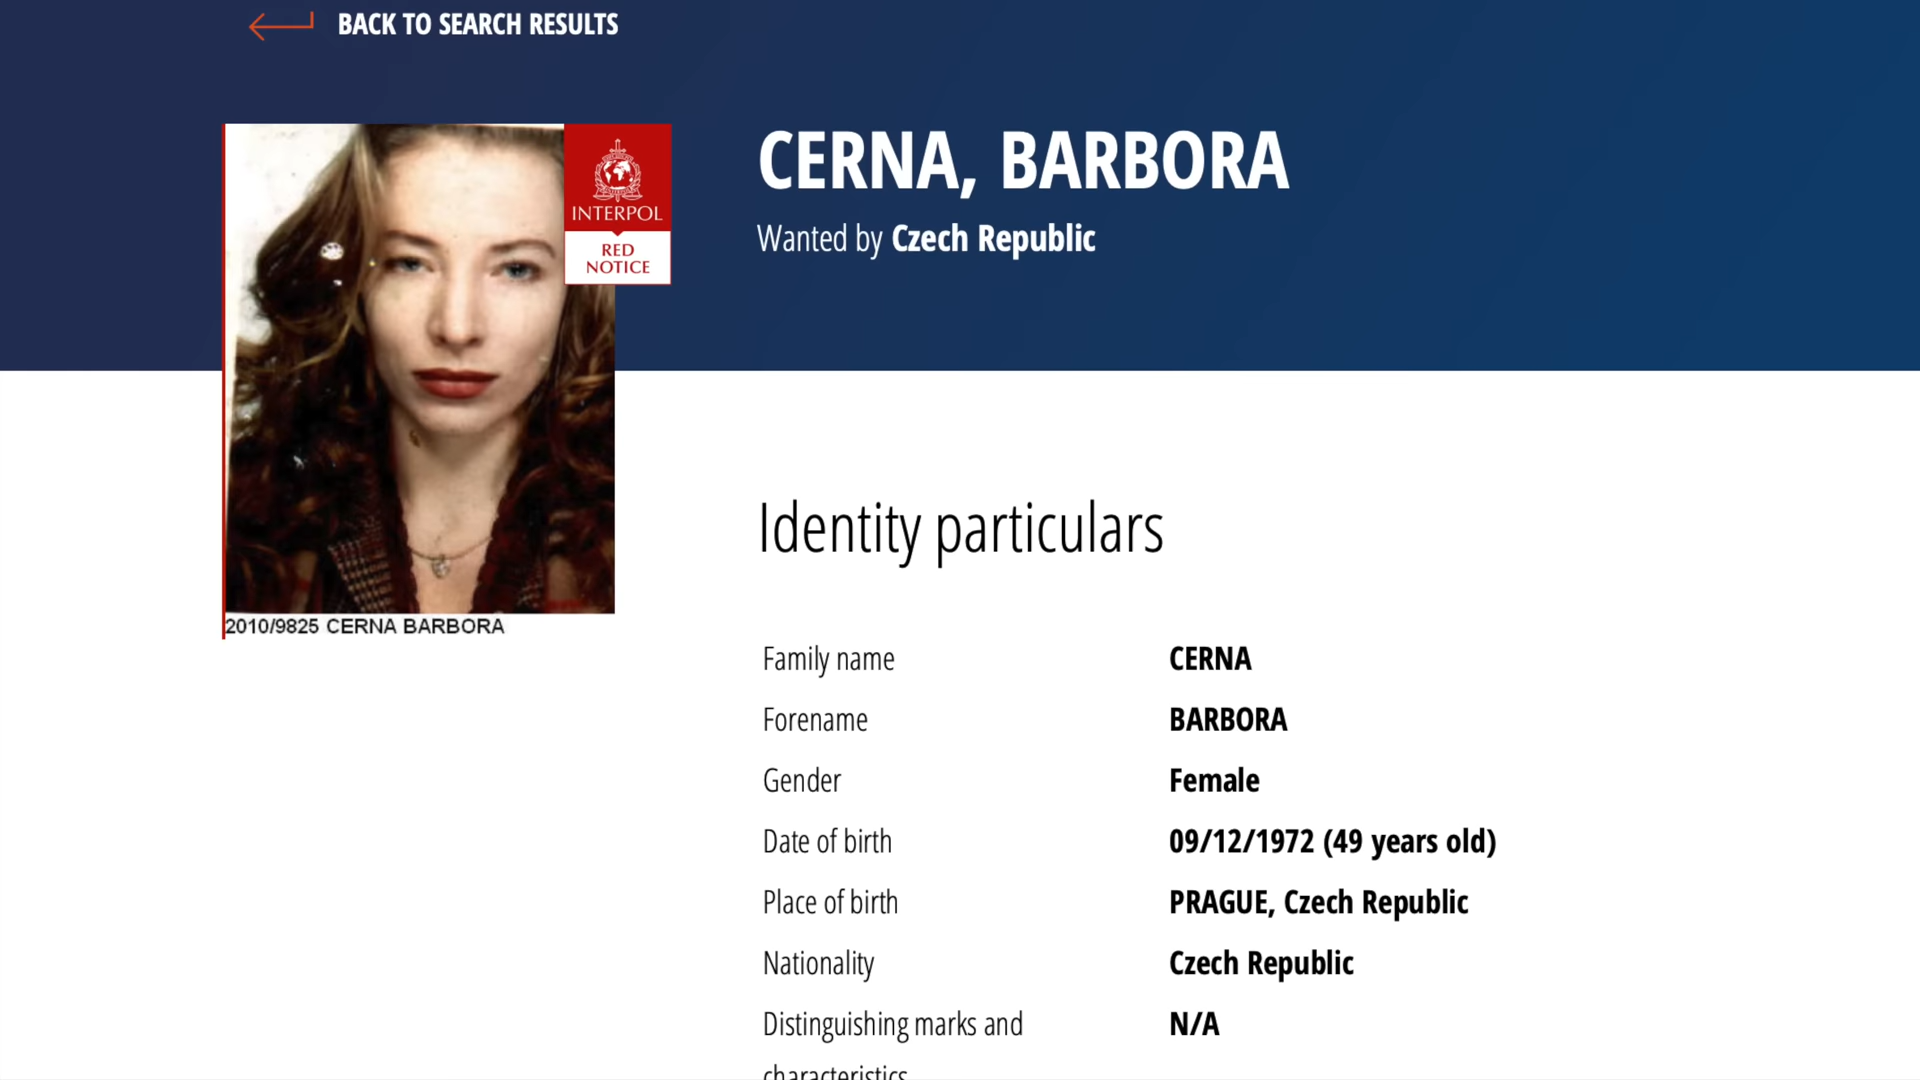 BACK TO SEARCH RESULTS
INTERPOL
RED
NOTICE
CERNA, BARBORA
Wanted by Czech Republic
2010/9825 CERNA BARBORA
Identity particulars
Family name CERNA
Forename BARBORA
Gender Female
Date of birth 09/12/1972 (49 years old)
Place of birth PRAGUE, Czech Republic
Nationality Czech Republic
Distinguishing marks and N/A
characteristics